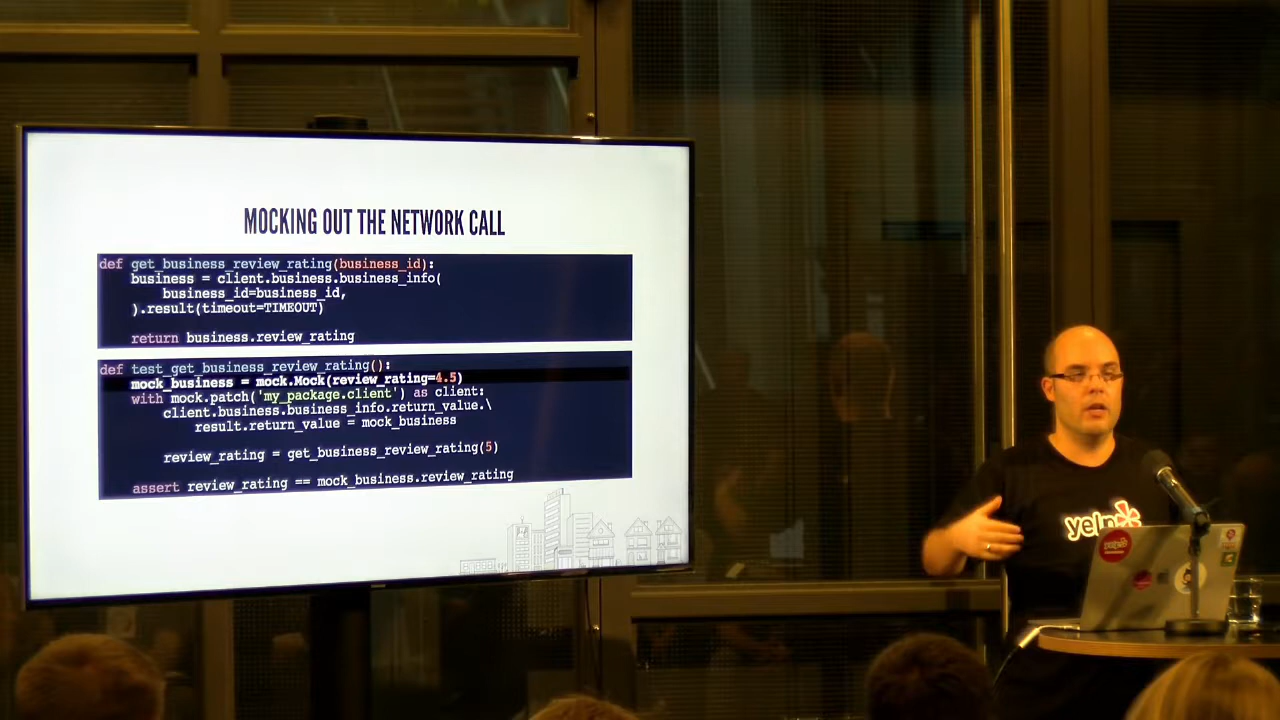 MOCKING OUT THE NETWORK CALL
def get_business_review_rating(business_id):
    business = client.business.business_info(
        business_id=business_id,
    ).result(timeout=TIMEOUT)
    return business.review_rating
def test_get_business_review_rating():
    mock_business = mock.Mock(review_rating=4.5)
    with mock.patch('my_package.client') as client:
        client.business.business_info.return_value.\
            result.return_value = mock_business
        review_rating = get_business_review_rating(5)
    assert review_rating == mock_business.review_rating
yelp